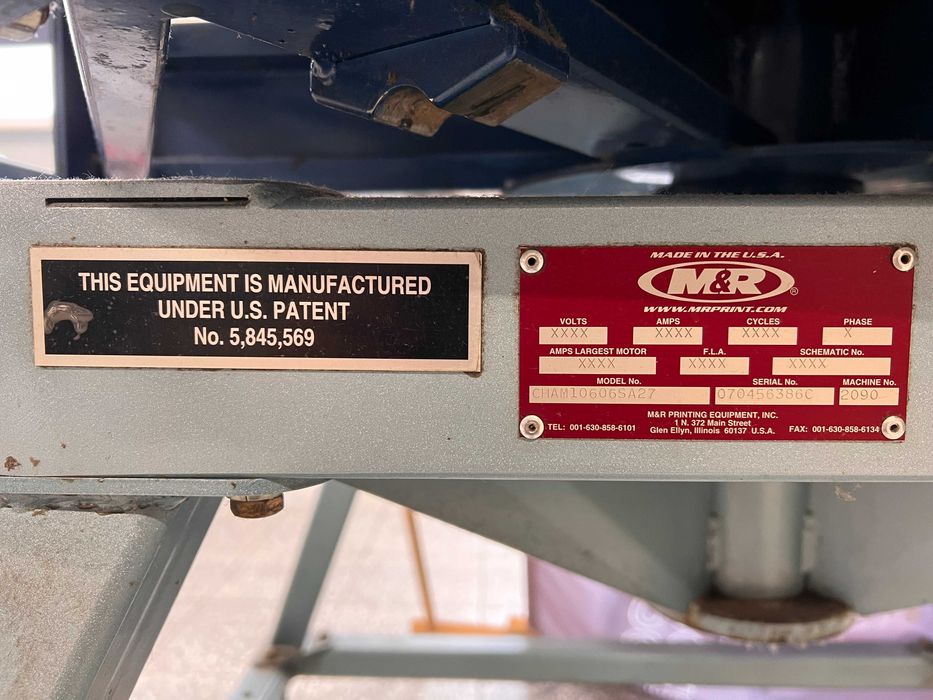 THIS EQUIPMENT IS MANUFACTURED
UNDER U.S. PATENT
No. 5,845,569
MADE IN THE U.S.A.
M&R®
WWW.MRPRINT.COM
VOLTS AMPS CYCLES PHASE
XXXX XXXX XXXX X
AMPS LARGEST MOTOR F.L.A. SCHEMATIC No.
XXXX XXXX XXXX
MODEL No. SERIAL No. MACHINE No.
CHAM10606SA27 070456386C 2090
M&R PRINTING EQUIPMENT, INC.
1 N. 372 Main Street
TEL: 001-630-858-6101 Glen Ellyn, Illinois 60137 U.S.A. FAX: 001-630-858-6134